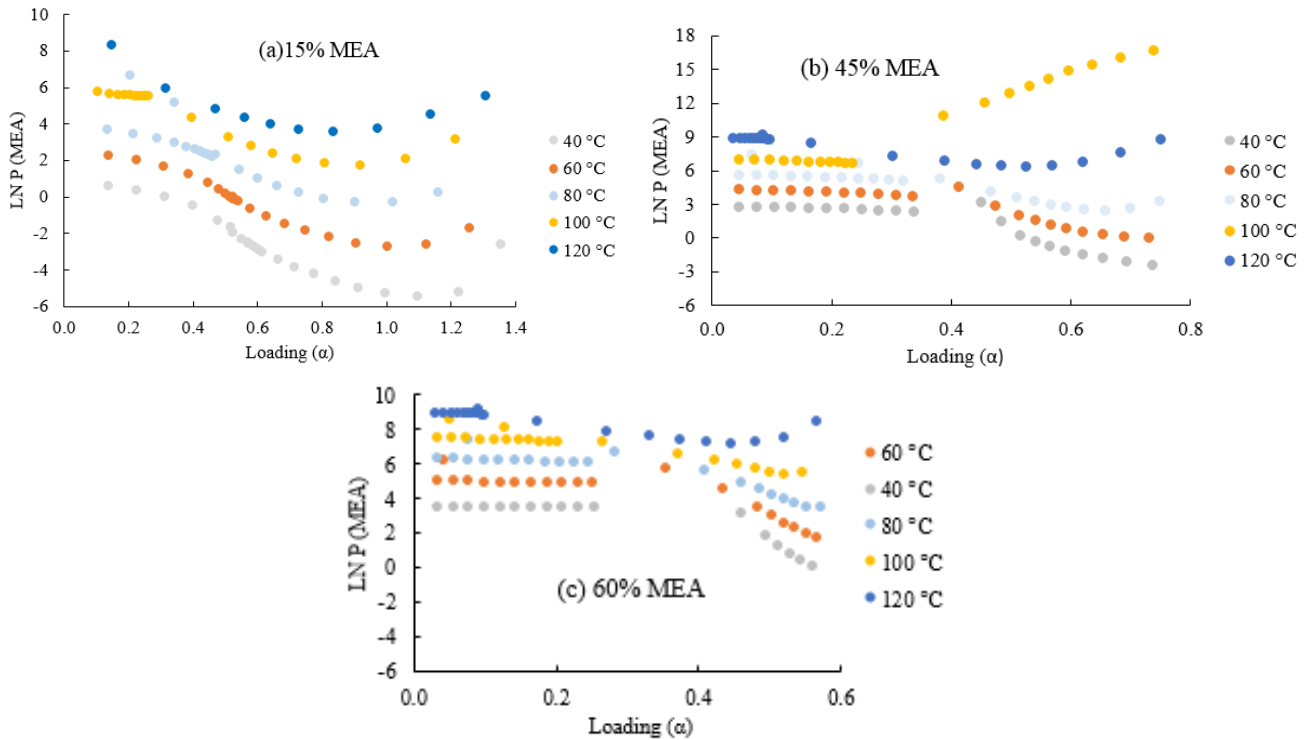 (a)15% MEA
LN P (MEA)
10
8
6
4
2
0
-2
-4
-6
0.0 0.2 0.4 0.6 0.8 1.0 1.2 1.4
Loading (α)
40 °C
60 °C
80 °C
100 °C
120 °C
(b) 45% MEA
LN P (MEA)
18
15
12
9
6
3
0
-3
-6
0.0 0.2 0.4 0.6 0.8
Loading (α)
40 °C
60 °C
80 °C
100 °C
120 °C
(c) 60% MEA
LN P (MEA)
10
8
6
4
2
0
-2
-4
-6
0.0 0.2 0.4 0.6
Loading (α)
60 °C
40 °C
80 °C
100 °C
120 °C